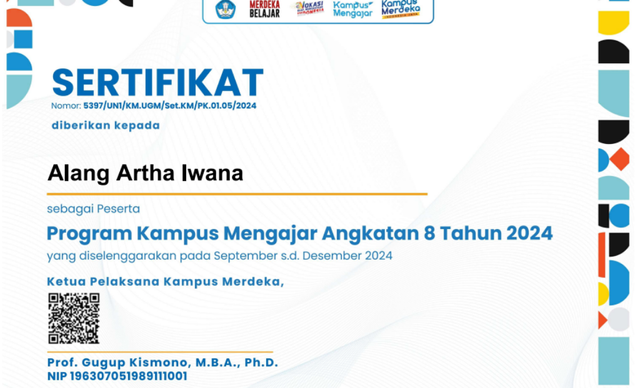 MERDEKA
BELAJAR
Kampus
Mengajar
Kampus
Merdeka
SERTIFIKAT
Nomor: 5397/UN1/KM.UGM/Set.KM/PK.01.05/2024
diberikan kepada
Alang Artha Iwana
sebagai Peserta
Program Kampus Mengajar Angkatan 8 Tahun 2024
yang diselenggarakan pada September s.d. Desember 2024
Ketua Pelaksana Kampus Merdeka,
Prof. Gugup Kismono, M.B.A., Ph.D.
NIP 196307051989111001